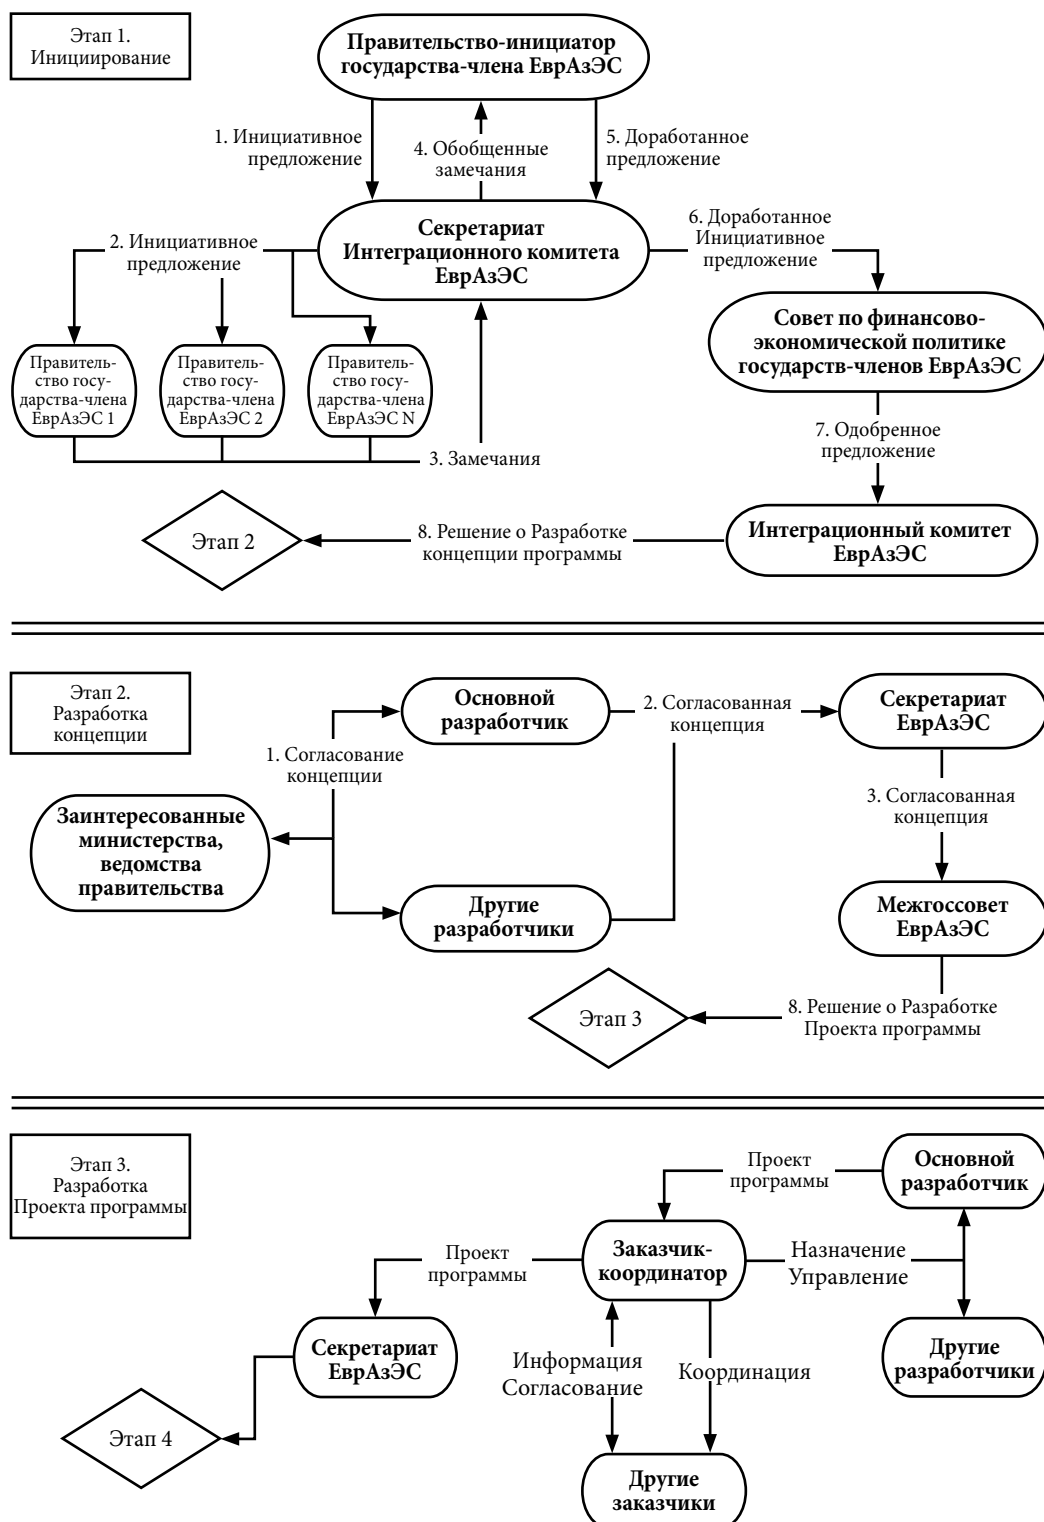 Этап 1.
Инициирование
Правительство-инициатор
государства-члена ЕврАзЭС
1. Инициативное
предложение
4. Обобщенные
замечания
5. Доработанное
предложение
Секретариат
Интеграционного комитета
ЕврАзЭС
2. Инициативное
предложение
6. Доработанное
Инициативное
предложение
Совет по финансово-
экономической политике
государств-членов ЕврАзЭС
Правитель-
ство госу-
дарства-члена
ЕврАзЭС 1
Правитель-
ство госу-
дарства-члена
ЕврАзЭС 2
Правитель-
ство госу-
дарства-члена
ЕврАзЭС N
3. Замечания
7. Одобренное
предложение
Этап 2
8. Решение о Разработке
концепции программы
Интеграционный комитет
ЕврАзЭС
Этап 2.
Разработка
концепции
Основной
разработчик
2. Согласованная
концепция
Секретариат
ЕврАзЭС
1. Согласование
концепции
3. Согласованная
концепция
Заинтересованные
министерства,
ведомства
правительства
Другие
разработчики
Межгоссовет
ЕврАзЭС
Этап 3
8. Решение о Разработке
Проекта программы
Этап 3.
Разработка
Проекта программы
Проект
программы
Основной
разработчик
Проект
программы
Заказчик-
координатор
Назначение
Управление
Секретариат
ЕврАзЭС
Информация
Согласование
Координация
Другие
разработчики
Этап 4
Другие
заказчики